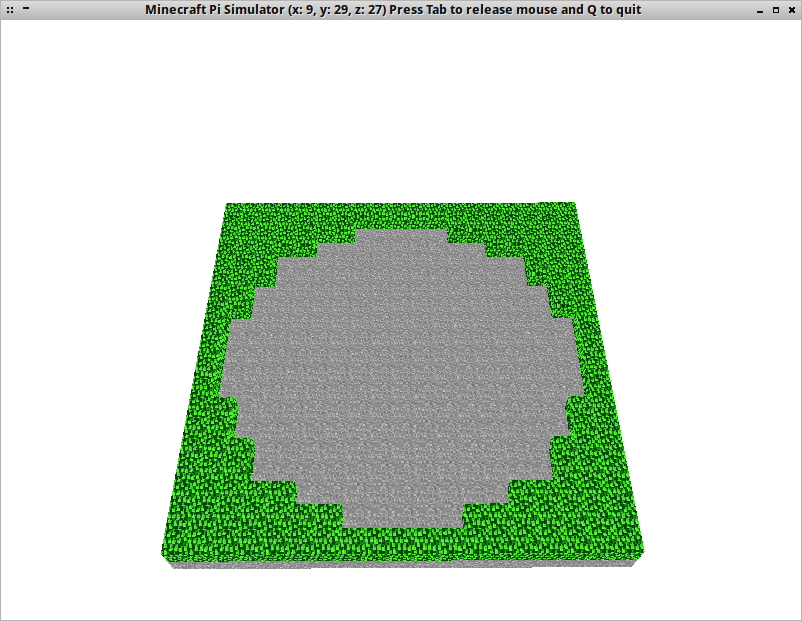 Minecraft Pi Simulator (x: 9, y: 29, z: 27) Press Tab to release mouse and Q to quit